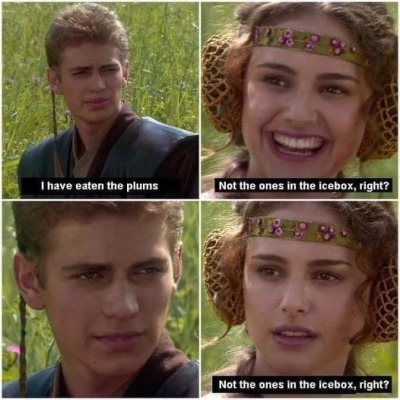 I have eaten the plums
Not the ones in the icebox, right?
Not the ones in the icebox, right?